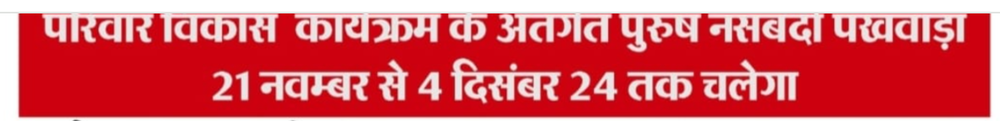 परिवार विकास कार्यक्रम के अंतर्गत पुरुष नसबंदी पखवाड़ा
21 नवम्बर से 4 दिसंबर 24 तक चलेगा